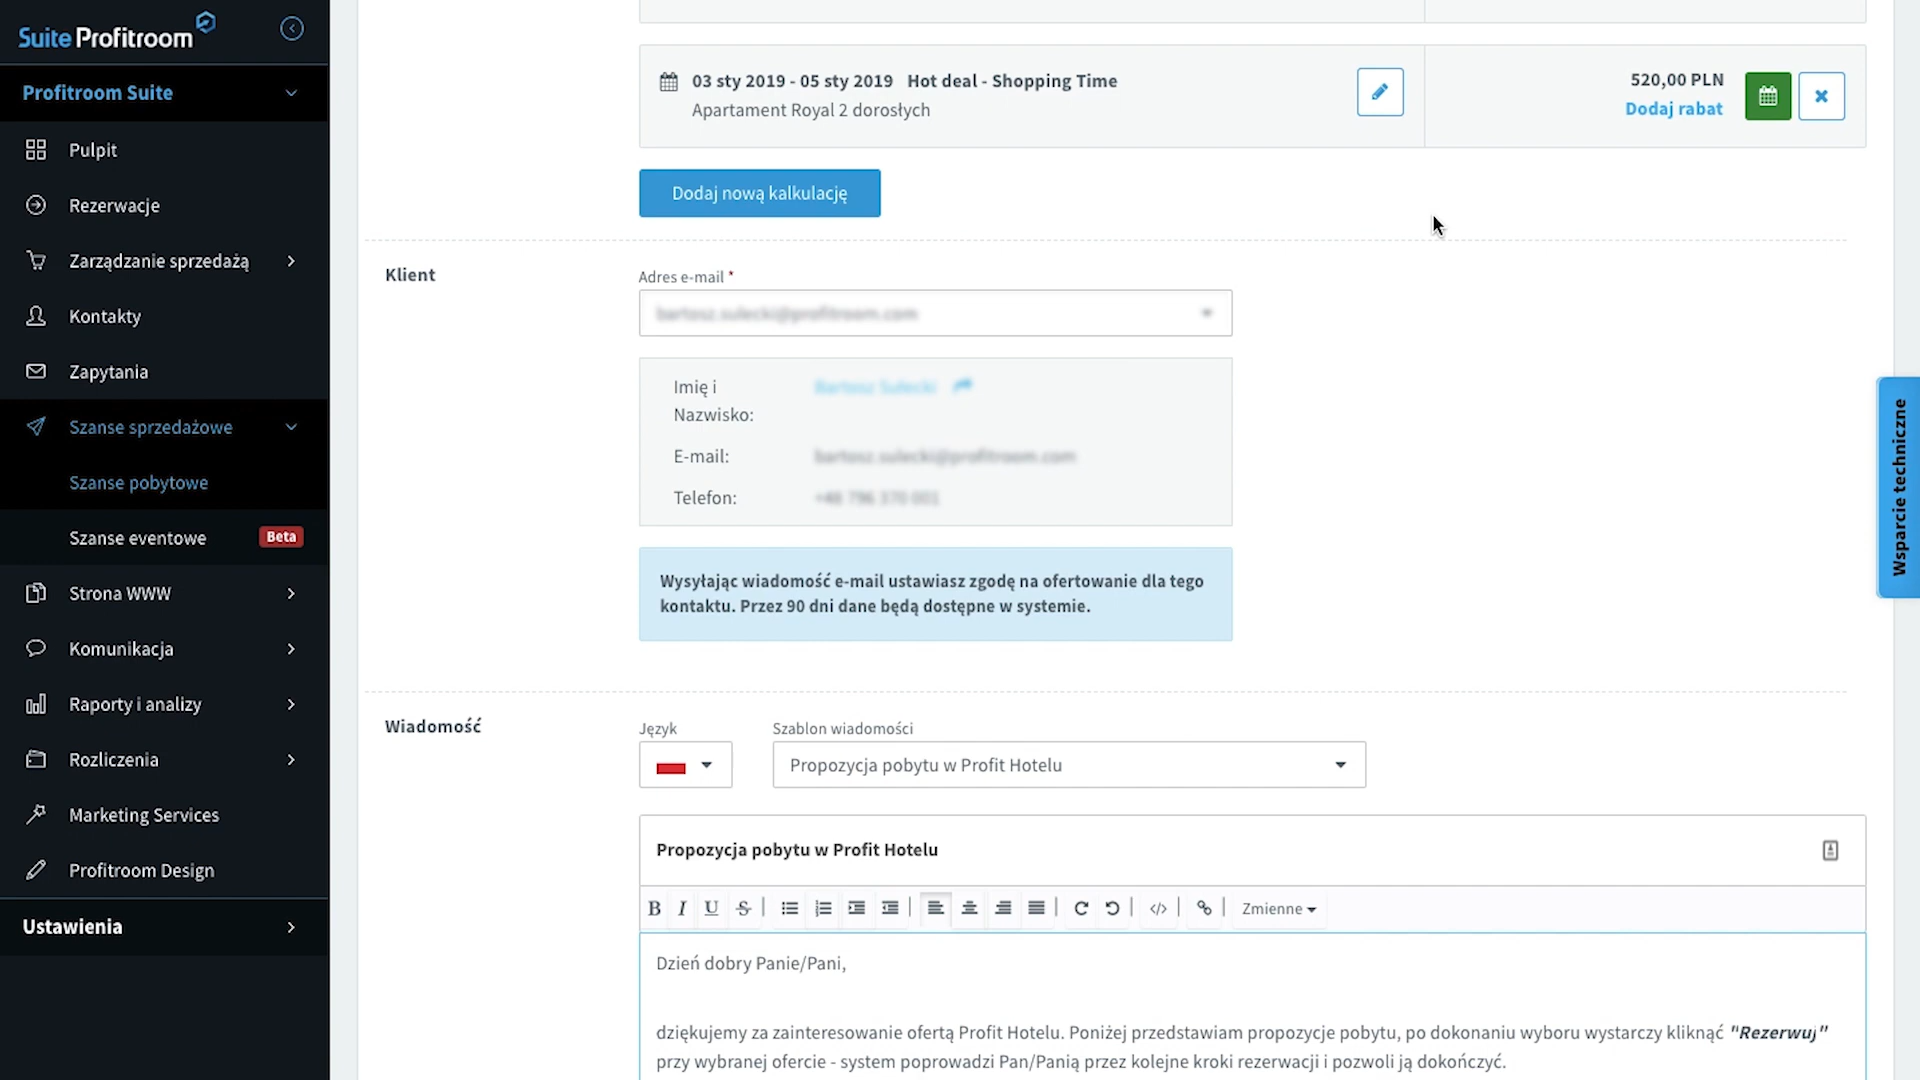 Suite Profitroom
Profitroom Suite
Pulpit
Rezerwacje
Zarządzanie sprzedażą
Kontakty
Zapytania
Szanse sprzedażowe
Szanse pobytowe
Szanse eventowe Beta
Strona WWW
Komunikacja
Raporty i analizy
Rozliczenia
Marketing Services
Profitroom Design
Ustawienia
03 sty 2019 - 05 sty 2019 Hot deal - Shopping Time
Apartament Royal 2 dorosłych
520,00 PLN
Dodaj rabat
Dodaj nową kalkulację
Klient
Adres e-mail *
Imię i
Nazwisko:
E-mail:
Telefon:
Wysyłając wiadomość e-mail ustawiasz zgodę na ofertowanie dla tego
kontaktu. Przez 90 dni dane będą dostępne w systemie.
Wiadomość
Język
Szablon wiadomości
Propozycja pobytu w Profit Hotelu
Propozycja pobytu w Profit Hotelu
B I U S Zmienne
Dzień dobry Panie/Pani,
dziękujemy za zainteresowanie ofertą Profit Hotelu. Poniżej przedstawiam propozycje pobytu, po dokonaniu wyboru wystarczy kliknąć "Rezerwuj"
przy wybranej ofercie - system poprowadzi Pan/Panią przez kolejne kroki rezerwacji i pozwoli ją dokończyć.
Wsparcie techniczne